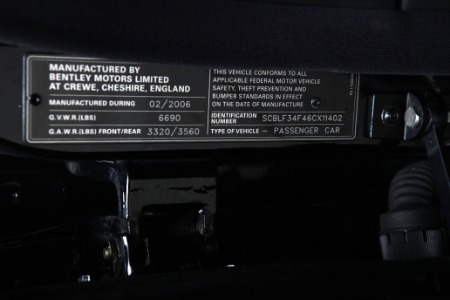 MANUFACTURED BY
BENTLEY MOTORS LIMITED
AT CREWE, CHESHIRE, ENGLAND
MANUFACTURED DURING 02/2006
G.V.W.R.(LBS) 6690
G.A.W.R.(LBS) FRONT/REAR 3320/3560
THIS VEHICLE CONFORMS TO ALL
APPLICABLE FEDERAL MOTOR VEHICLE
SAFETY, THEFT PREVENTION AND
BUMPER STANDARDS IN EFFECT
ON THE DATE OF MANUFACTURE
IDENTIFICATION
NUMBER SCBLF34F46CX11402
TYPE OF VEHICLE - PASSENGER CAR